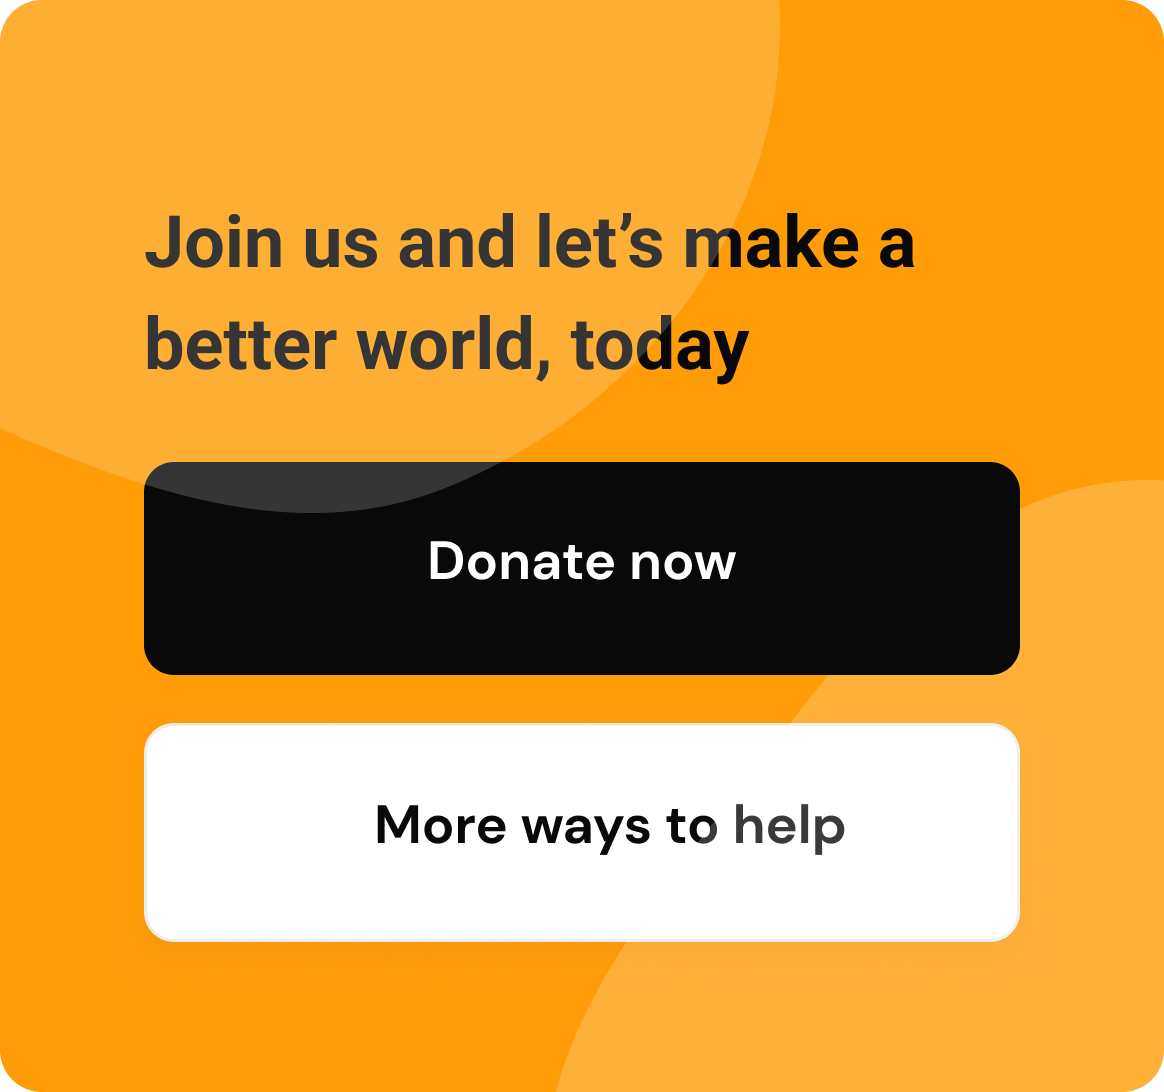 Join us and let’s make a
better world, today
Donate now
More ways to help